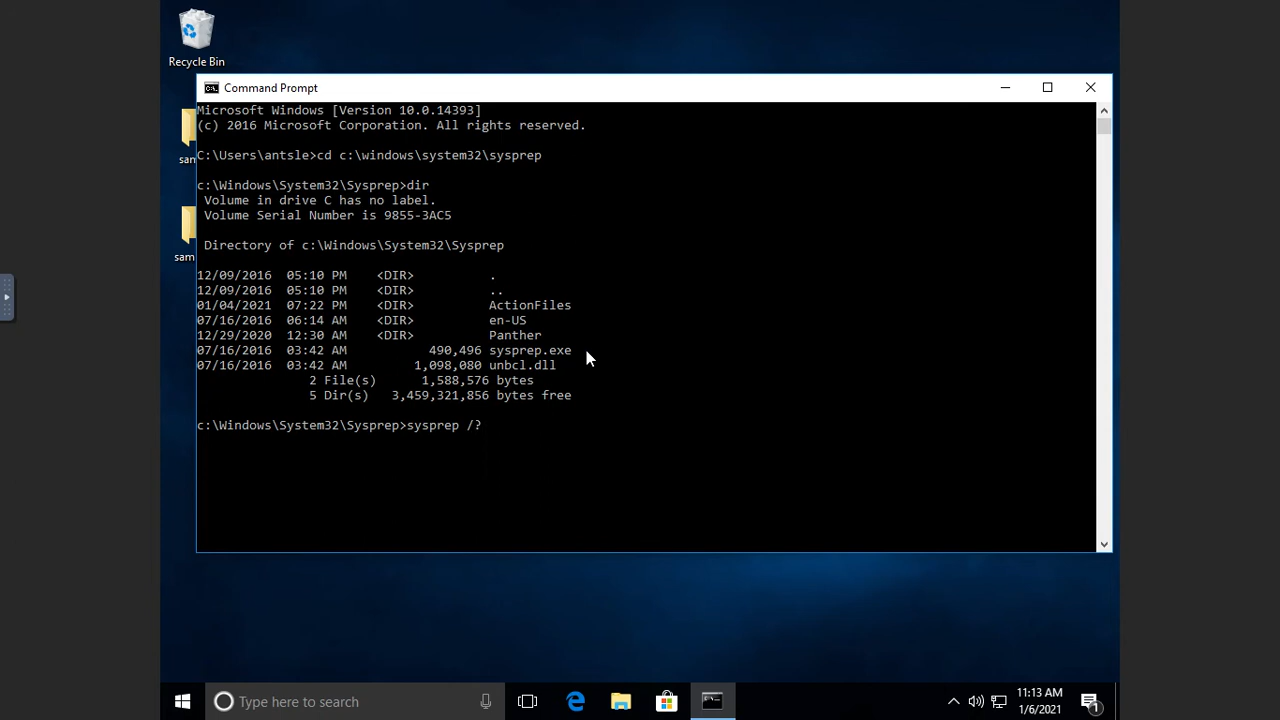 Recycle Bin
Command Prompt
Microsoft Windows [Version 10.0.14393]
(c) 2016 Microsoft Corporation. All rights reserved.
C:\Users\antsle>cd c:\windows\system32\sysprep
c:\Windows\System32\Sysprep>dir
Volume in drive C has no label.
Volume Serial Number is 9855-3AC5
Directory of c:\Windows\System32\Sysprep
12/09/2016  05:10 PM    <DIR>          .
12/09/2016  05:10 PM    <DIR>          ..
01/04/2021  07:22 PM    <DIR>          ActionFiles
07/16/2016  06:14 AM    <DIR>          en-US
12/29/2020  12:30 AM    <DIR>          Panther
07/16/2016  03:42 AM           490,496 sysprep.exe
07/16/2016  03:42 AM         1,098,080 unbcl.dll
2 File(s)      1,588,576 bytes
5 Dir(s)   3,459,321,856 bytes free
c:\Windows\System32\Sysprep>sysprep /?
san
sam
Type here to search
11:13 AM
1/6/2021
1